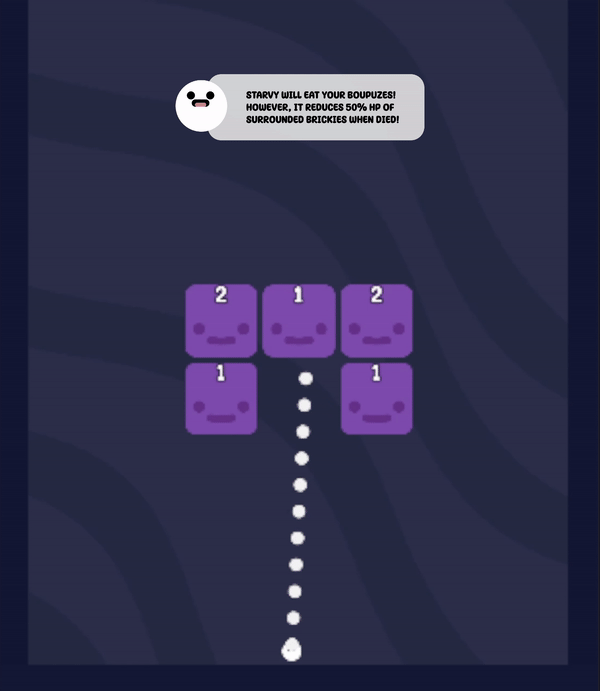 STARVY WILL EAT YOUR BOUPUZES!
HOWEVER, IT REDUCES 50% HP OF
SURROUNDED BRICKIES WHEN DIED!
2 1 2
1 1